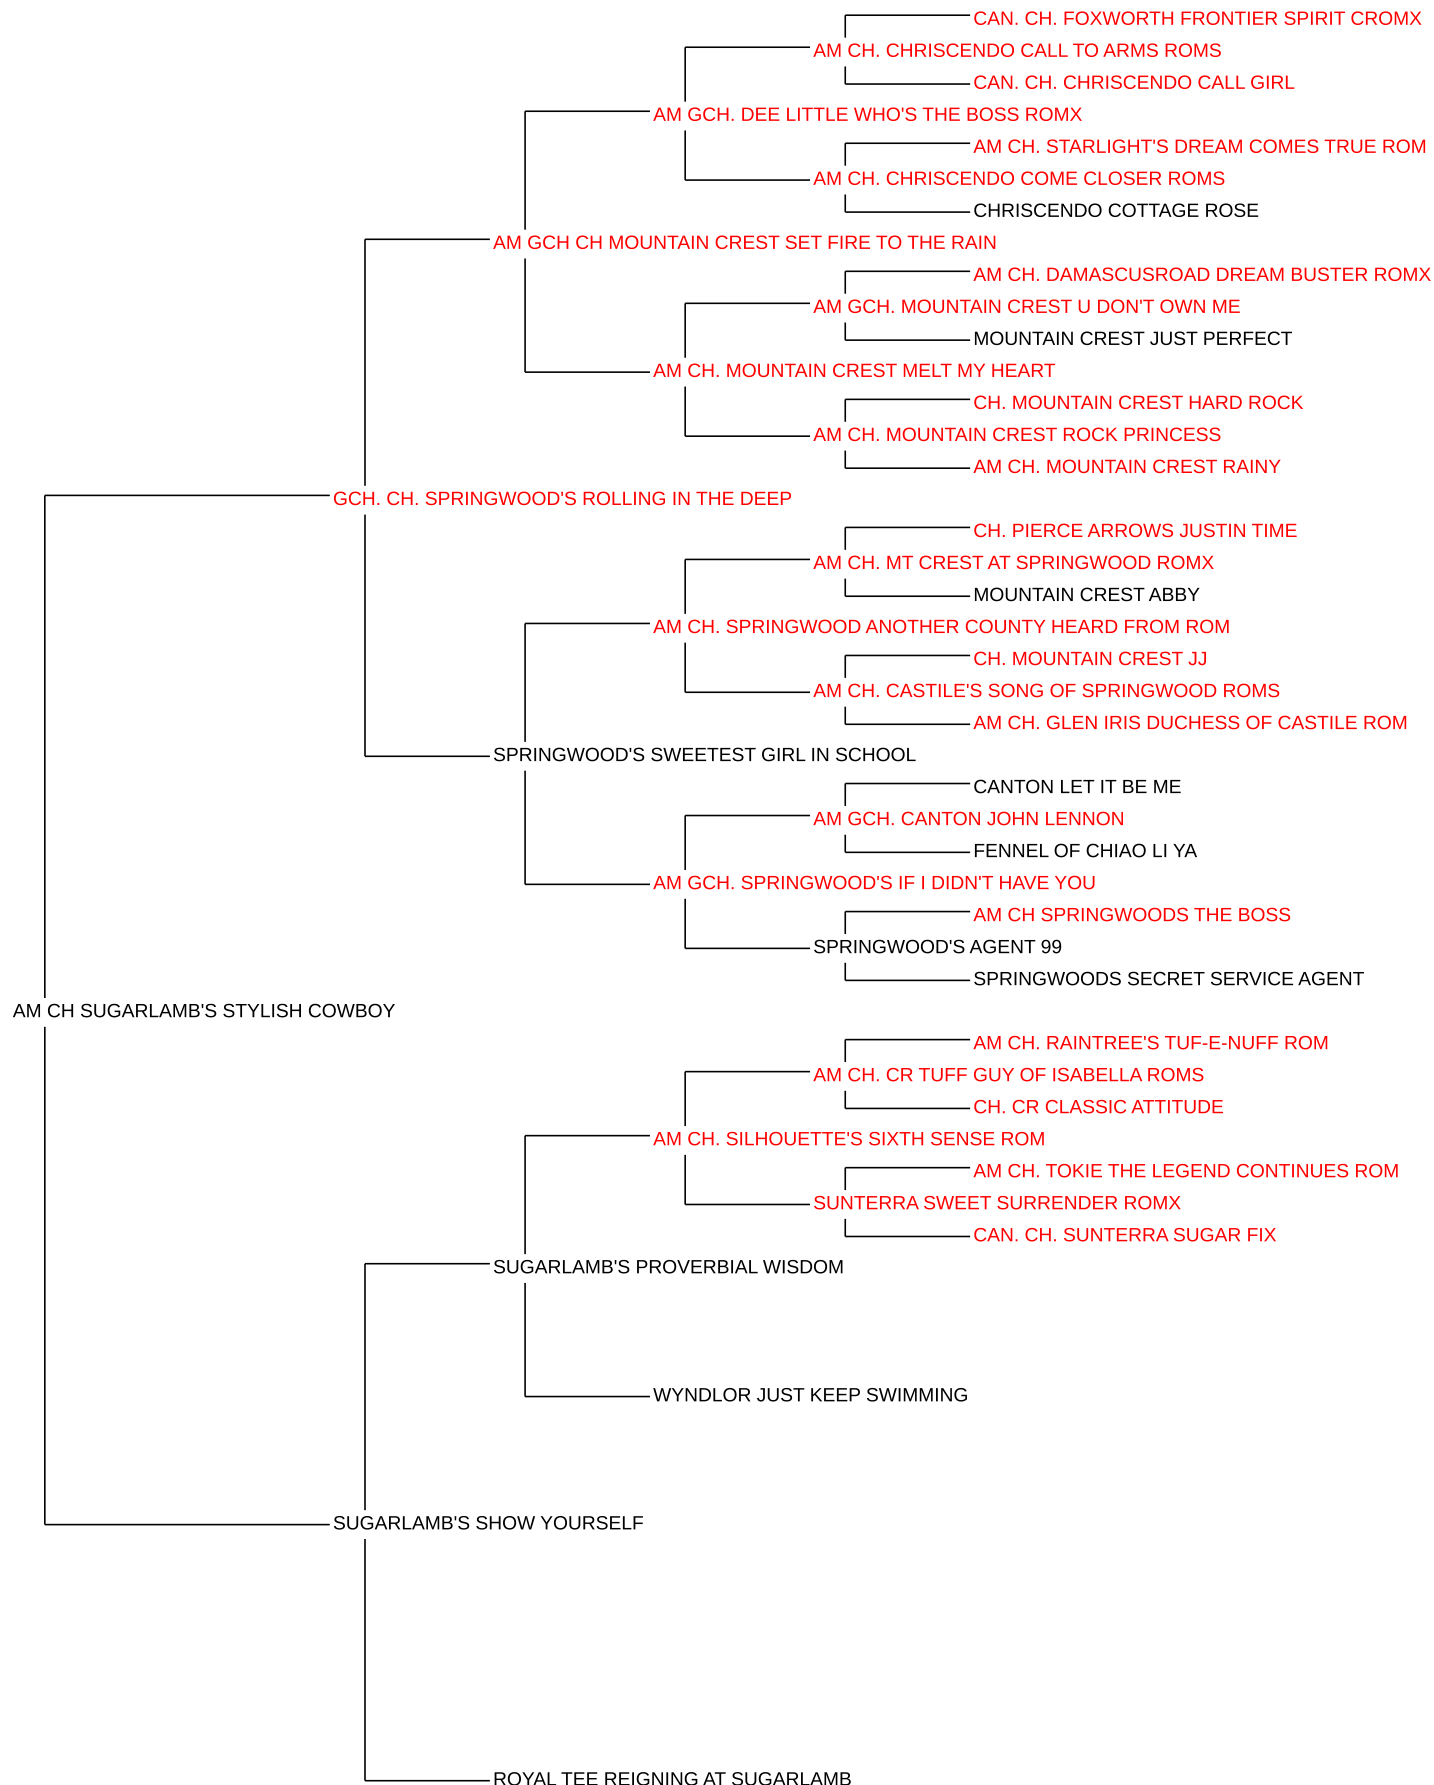 CAN. CH. FOXWORTH FRONTIER SPIRIT CROMX
AM CH. CHRISCENDO CALL TO ARMS ROMS
CAN. CH. CHRISCENDO CALL GIRL
AM GCH. DEE LITTLE WHO'S THE BOSS ROMX
AM CH. STARLIGHT'S DREAM COMES TRUE ROM
AM CH. CHRISCENDO COME CLOSER ROMS
CHRISCENDO COTTAGE ROSE
AM GCH CH MOUNTAIN CREST SET FIRE TO THE RAIN
AM CH. DAMASCUSROAD DREAM BUSTER ROMX
AM GCH. MOUNTAIN CREST U DON'T OWN ME
MOUNTAIN CREST JUST PERFECT
AM CH. MOUNTAIN CREST MELT MY HEART
CH. MOUNTAIN CREST HARD ROCK
AM CH. MOUNTAIN CREST ROCK PRINCESS
AM CH. MOUNTAIN CREST RAINY
GCH. CH. SPRINGWOOD'S ROLLING IN THE DEEP
CH. PIERCE ARROWS JUSTIN TIME
AM CH. MT CREST AT SPRINGWOOD ROMX
MOUNTAIN CREST ABBY
AM CH. SPRINGWOOD ANOTHER COUNTY HEARD FROM ROM
CH. MOUNTAIN CREST JJ
AM CH. CASTILE'S SONG OF SPRINGWOOD ROMS
AM CH. GLEN IRIS DUCHESS OF CASTILE ROM
SPRINGWOOD'S SWEETEST GIRL IN SCHOOL
CANTON LET IT BE ME
AM GCH. CANTON JOHN LENNON
FENNEL OF CHIAO LI YA
AM GCH. SPRINGWOOD'S IF I DIDN'T HAVE YOU
AM CH SPRINGWOODS THE BOSS
SPRINGWOOD'S AGENT 99
SPRINGWOODS SECRET SERVICE AGENT
AM CH SUGARLAMB'S STYLISH COWBOY
AM CH. RAINTREE'S TUF-E-NUFF ROM
AM CH. CR TUFF GUY OF ISABELLA ROMS
CH. CR CLASSIC ATTITUDE
AM CH. SILHOUETTE'S SIXTH SENSE ROM
AM CH. TOKIE THE LEGEND CONTINUES ROM
SUNTERRA SWEET SURRENDER ROMX
CAN. CH. SUNTERRA SUGAR FIX
SUGARLAMB'S PROVERBIAL WISDOM
WYNDLOR JUST KEEP SWIMMING
SUGARLAMB'S SHOW YOURSELF
ROYAL TEE REIGNING AT SUGARLAMB